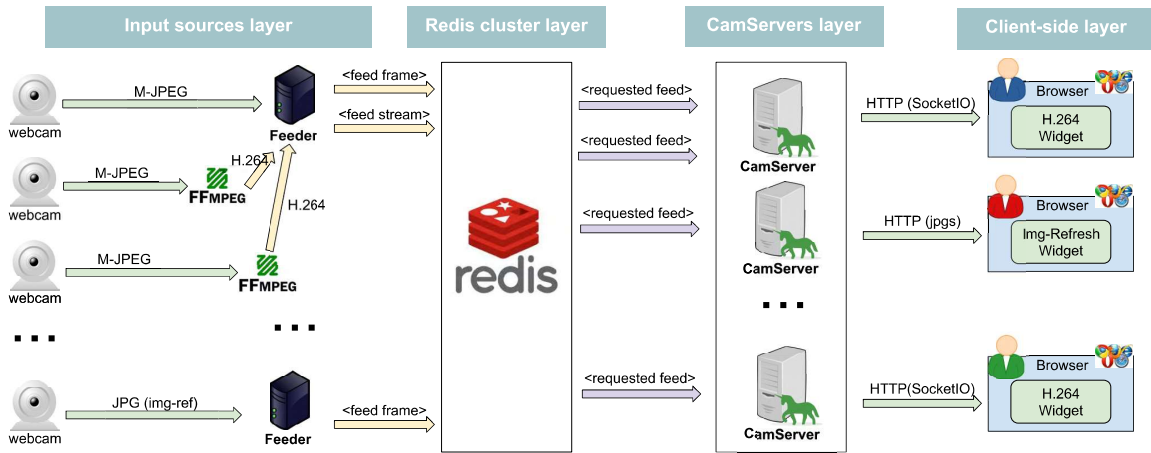 Input sources layer
Redis cluster layer
CamServers layer
Client-side layer
M-JPEG
webcam
Feeder
<feed frame>
<feed stream>
M-JPEG
webcam
FFMPEG
H.264
H.264
M-JPEG
webcam
FFMPEG
...
...
JPG (img-ref)
webcam
Feeder
<feed frame>
redis
<requested feed>
<requested feed>
<requested feed>
<requested feed>
CamServer
CamServer
...
CamServer
HTTP (SocketIO)
HTTP (jpgs)
HTTP(SocketIO)
Browser
H.264
Widget
Browser
Img-Refresh
Widget
Browser
H.264
Widget